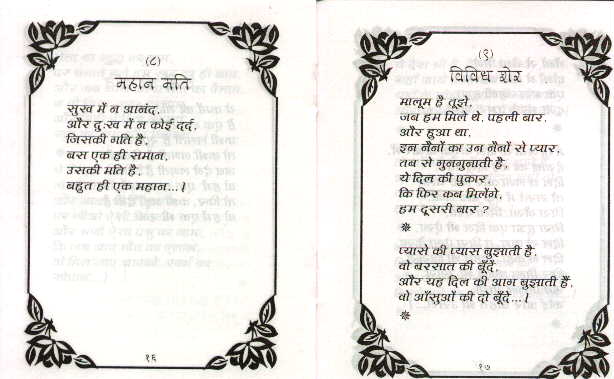 (८)
महान मति
सुख में न आनंद,
और दुःख में न कोई दर्द,
जिसकी गति है,
बस एक ही समान,
उसकी मति है,
बहुत ही एक महान...।
१६
(९)
विविध शेर
मालूम है तूझे,
जब हम मिले थे, पहली बार,
और हुआ था,
इन नैनों का उन नैनों से प्यार,
तब से गुनगुनाती है,
ये दिल की पुकार,
कि फिर कब मिलेंगे,
हम दूसरी बार ?
*
प्यासे की प्यास बुझाती है,
वो बरसात की बूँदें,
और यह दिल की आग बुझाती हैं,
वो आँसुओं की दो बूँदे...।
*
१७